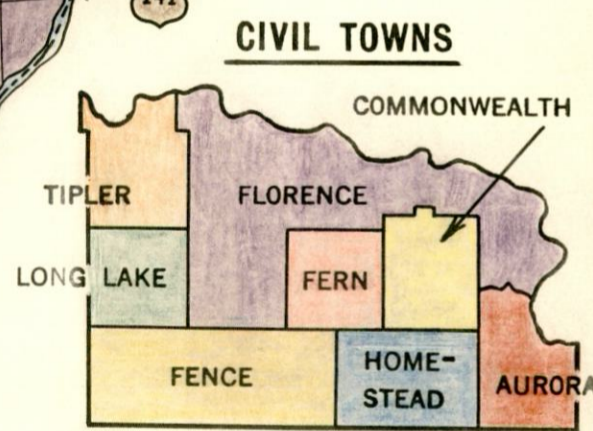 CIVIL TOWNS
COMMONWEALTH
TIPLER
FLORENCE
LONG LAKE
FERN
FENCE
HOME-
STEAD
AURORA